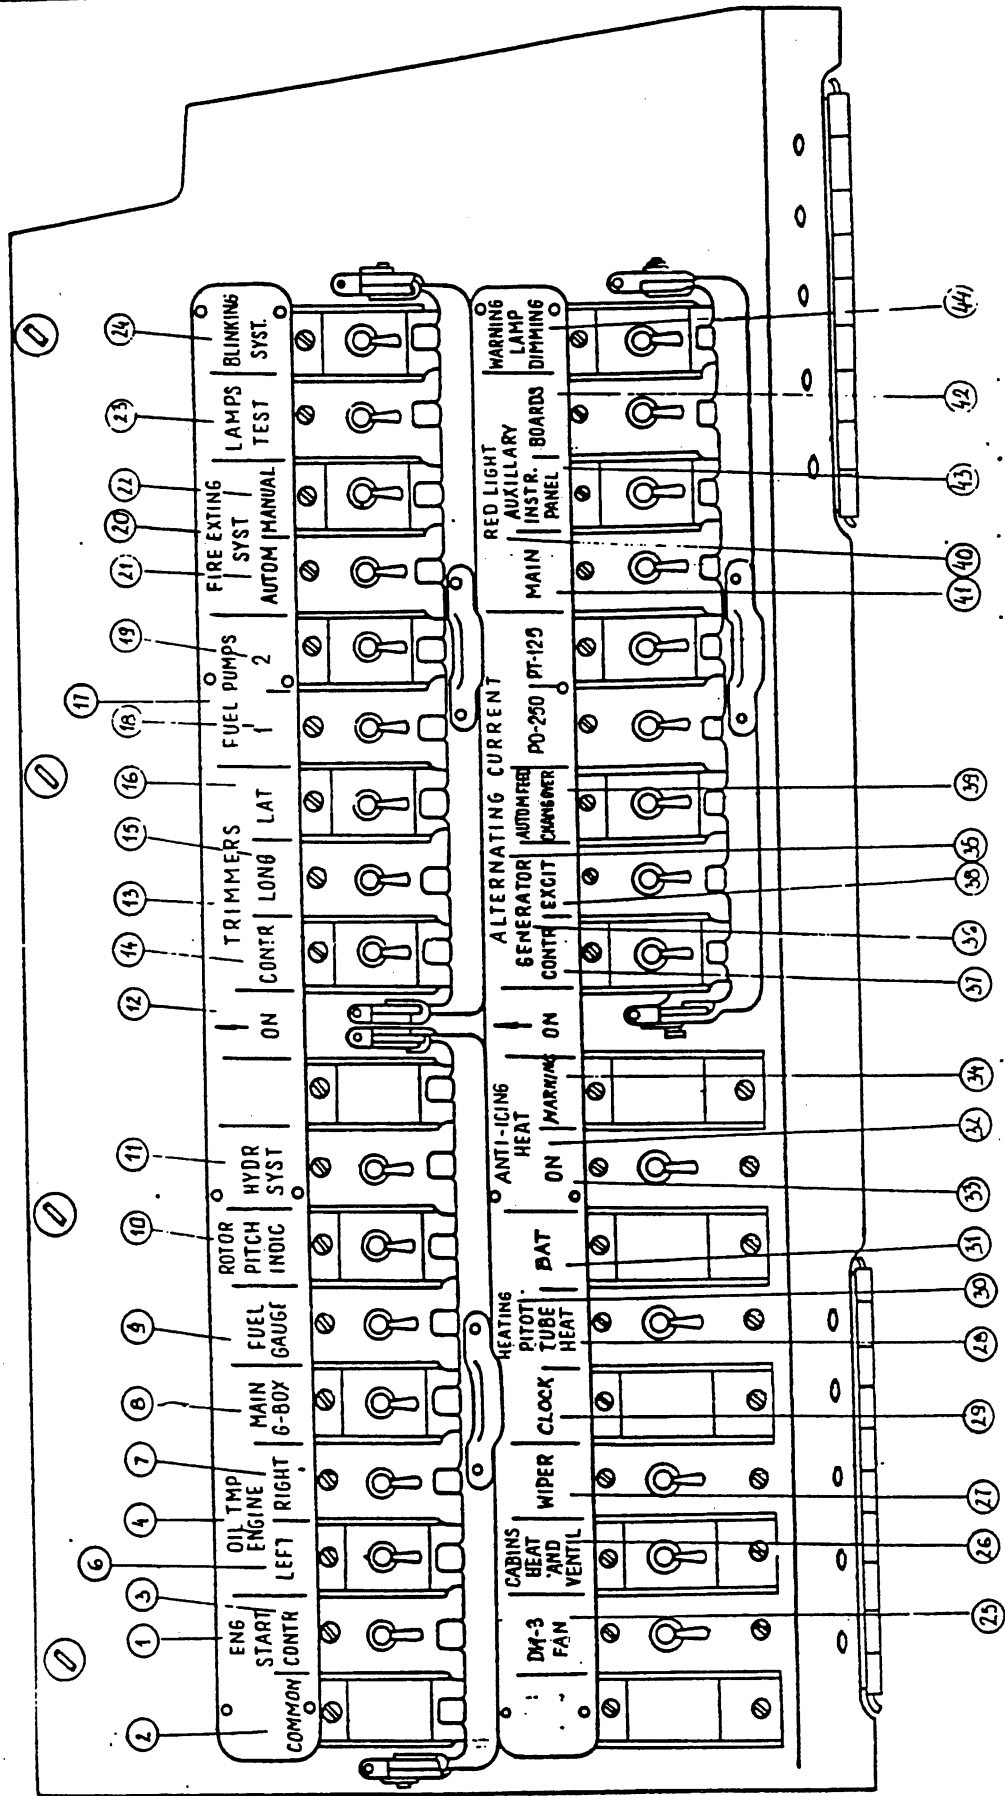 1 3 6 4 7 8 9 10 11 12 14 13 15 16 18 17 19 21 20 22 23 24
2
ENG
START
COMMON | CONTR
OIL TMP
ENGINE
LEFT | RIGHT
MAIN
G-BOX
FUEL
GAUGE
ROTOR
PITCH
INDIC
HYDR
SYST
ON
TRIMMERS
CONTR | LONG | LAT
FUEL PUMPS
1 | 2
FIRE EXTING
SYST
AUTOM | MANUAL
LAMPS
TEST
BLINKING
SYST.
DM-3
FAN
CABINS
HEAT
AND
VENTIL
WIPER
CLOCK
HEATING
PITOT
TUBE
HEAT
BAT
ANTI-ICING
HEAT
ON | WARNING
ON
ALTERNATING CURRENT
GENERATOR
CONTR | EXCIT
AUTOMIFIED
CHANGOVER
PO-250 | PT-125
RED LIGHT
AUXILLARY
MAIN
INSTR.
PANEL
BOARDS
WARNING
LAMP
DIMMING
25 26 27 29 28 30 31 33 32 34 37 36 38 35 39 41 40 43 42 44